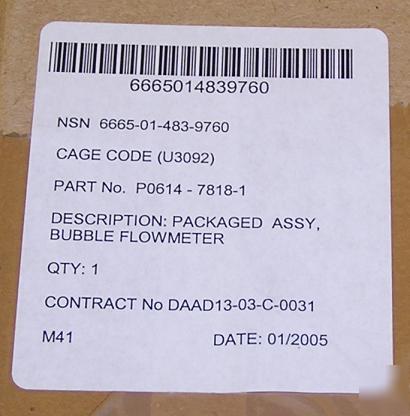 6665014839760
NSN 6665-01-483-9760
CAGE CODE (U3092)
PART No. P0614 - 7818-1
DESCRIPTION: PACKAGED ASSY,
BUBBLE FLOWMETER
QTY: 1
CONTRACT No DAAD13-03-C-0031
M41 DATE: 01/2005